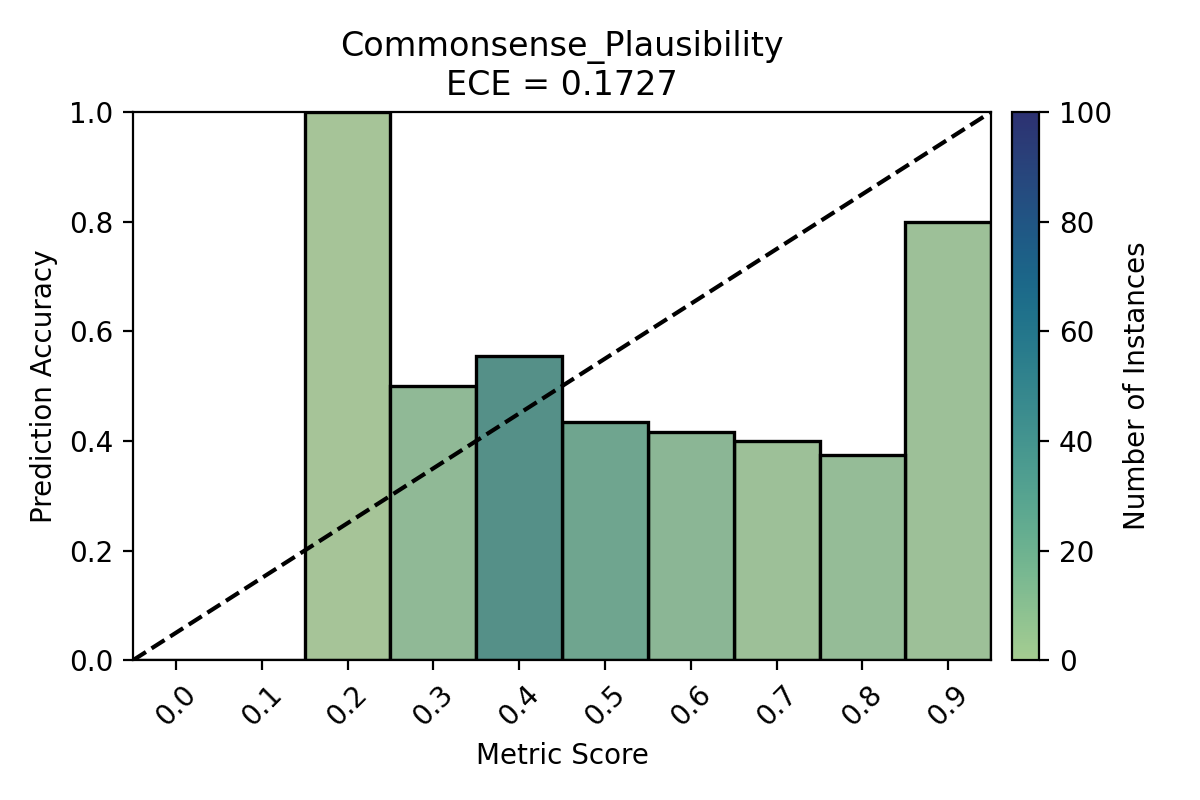 Commonsense_Plausibility
ECE = 0.1727
1.0
0.8
0.6
0.4
0.2
0.0
Prediction Accuracy
0.0 0.1 0.2 0.3 0.4 0.5 0.6 0.7 0.8 0.9
Metric Score
100
80
60
40
20
0
Number of Instances